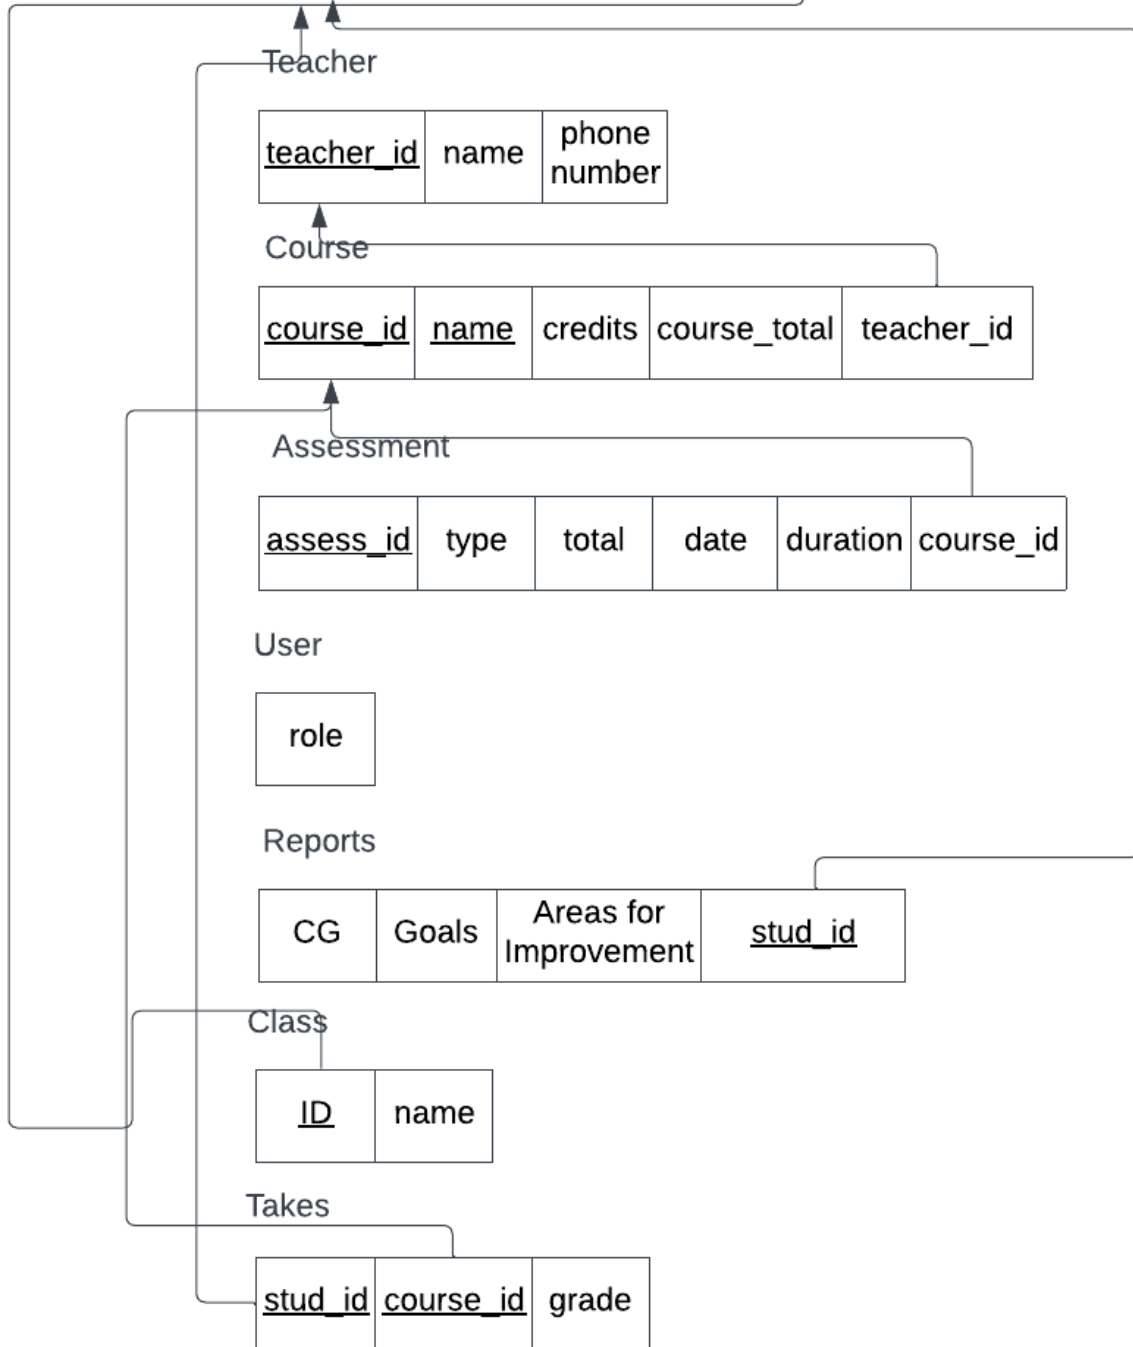 Teacher
teacher_id name phone number
Course
course_id name credits course_total teacher_id
Assessment
assess_id type total date duration course_id
User
role
Reports
CG Goals Areas for Improvement stud_id
Class
ID name
Takes
stud_id course_id grade